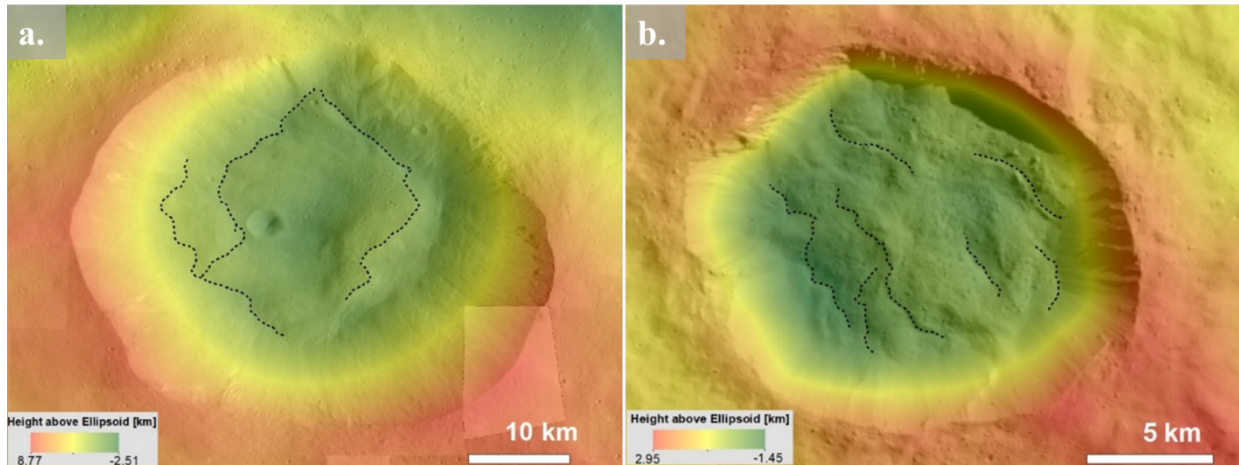 a.
Height above Ellipsoid [km]
8.77 -2.51
10 km
b.
Height above Ellipsoid [km]
2.95 -1.45
5 km